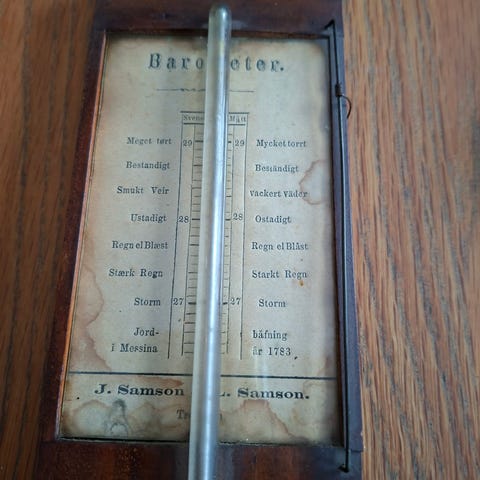 Barometer.
Svensk Mått
Meget tørt 29 29 Mycket torrt
Bestandigt Beständigt
Smukt Veir vackert väder
Ustadigt 28 28 Ostadigt
Regn el Blæst Regn el Blåst
Stærk Regn Starkt Regn
Storm 27 27 Storm
Jord- båfning
i Messina år 1783
J. Samson L. Samson.